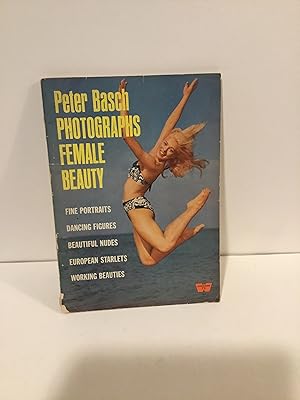 Peter Basch
PHOTOGRAPHS
FEMALE
BEAUTY
FINE PORTRAITS
DANCING FIGURES
BEAUTIFUL NUDES
EUROPEAN STARLETS
WORKING BEAUTIES